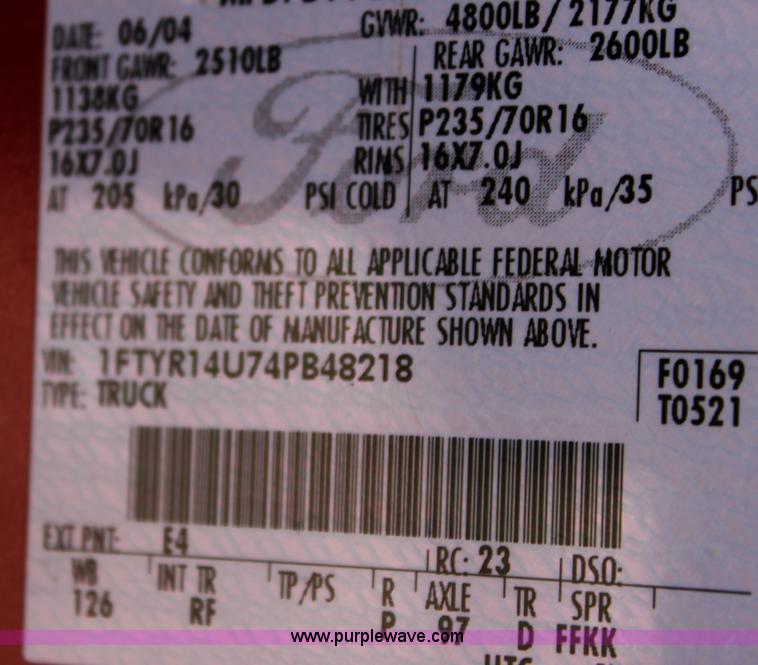 DATE: 06/04 GVWR: 4800LB/ 2177KG
FRONT GAWR: 2510LB REAR GAWR: 2600LB
1138KG WITH 1179KG
P235/70R16 TIRES P235/70R16
16X7.0J RIMS 16X7.0J
AT 205 kPa/30 PSI COLD AT 240 kPa/35 PS
Ford
THIS VEHICLE CONFORMS TO ALL APPLICABLE FEDERAL MOTOR
VEHICLE SAFETY AND THEFT PREVENTION STANDARDS IN
EFFECT ON THE DATE OF MANUFACTURE SHOWN ABOVE.
VIN: 1FTYR14U74PB48218
TYPE: TRUCK
F0169
T0521
EXT PNT: E4 RC: 23 DSO:
WB INT TR TP/PS R AXLE TR SPR
126 RF P 97 D FFKK
www.purplewave.com